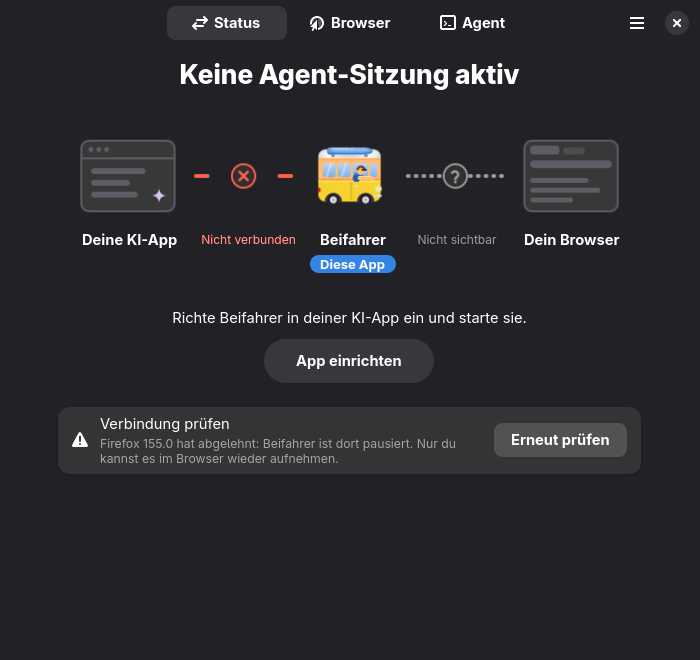 Status
Browser
Agent
Keine Agent-Sitzung aktiv
Deine KI-App
Nicht verbunden
Beifahrer
Nicht sichtbar
Dein Browser
Diese App
Richte Beifahrer in deiner KI-App ein und starte sie.
App einrichten
Verbindung prüfen
Firefox 155.0 hat abgelehnt: Beifahrer ist dort pausiert. Nur du
kannst es im Browser wieder aufnehmen.
Erneut prüfen